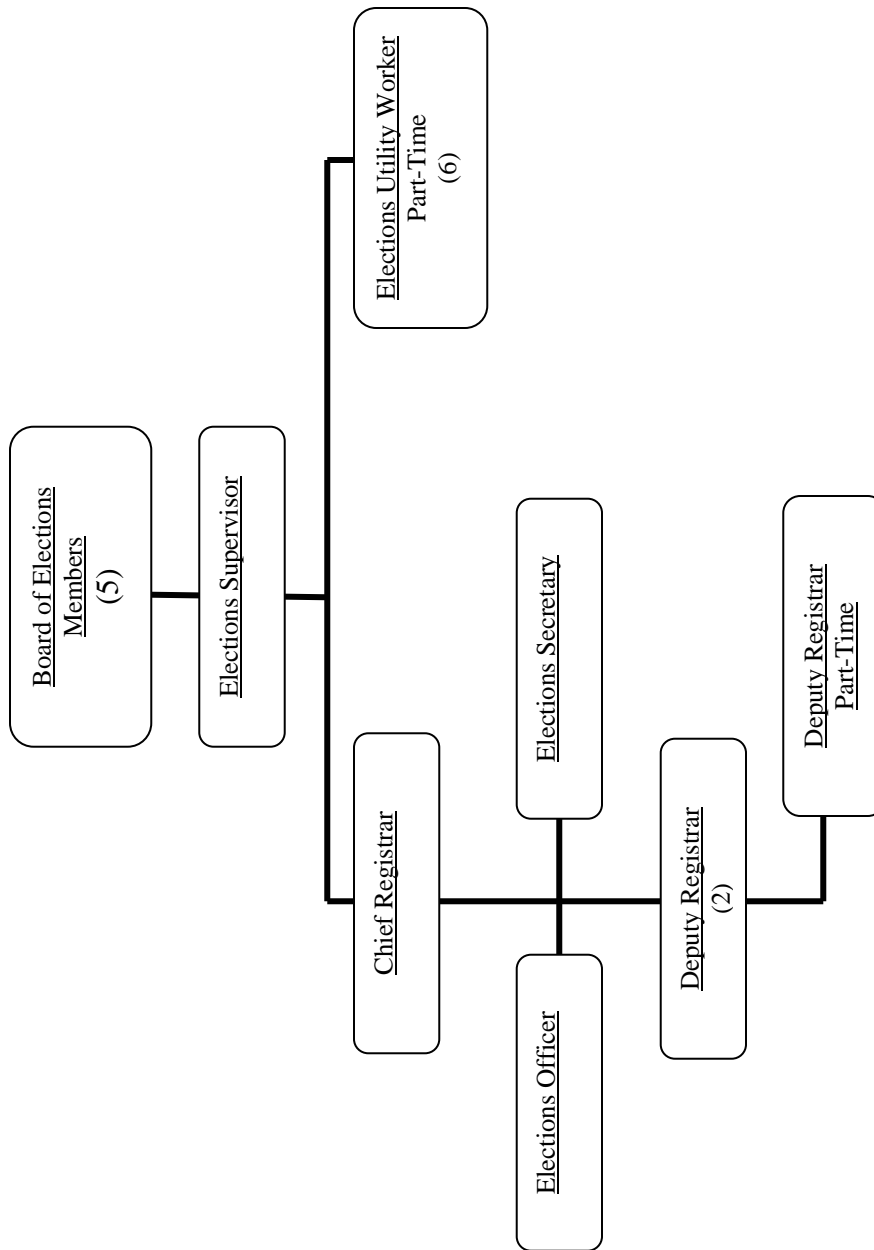 Board of Elections
Members
(5)
Elections Supervisor
Chief Registrar
Elections Utility Worker
Part-Time
(6)
Elections Officer
Elections Secretary
Deputy Registrar
(2)
Deputy Registrar
Part-Time